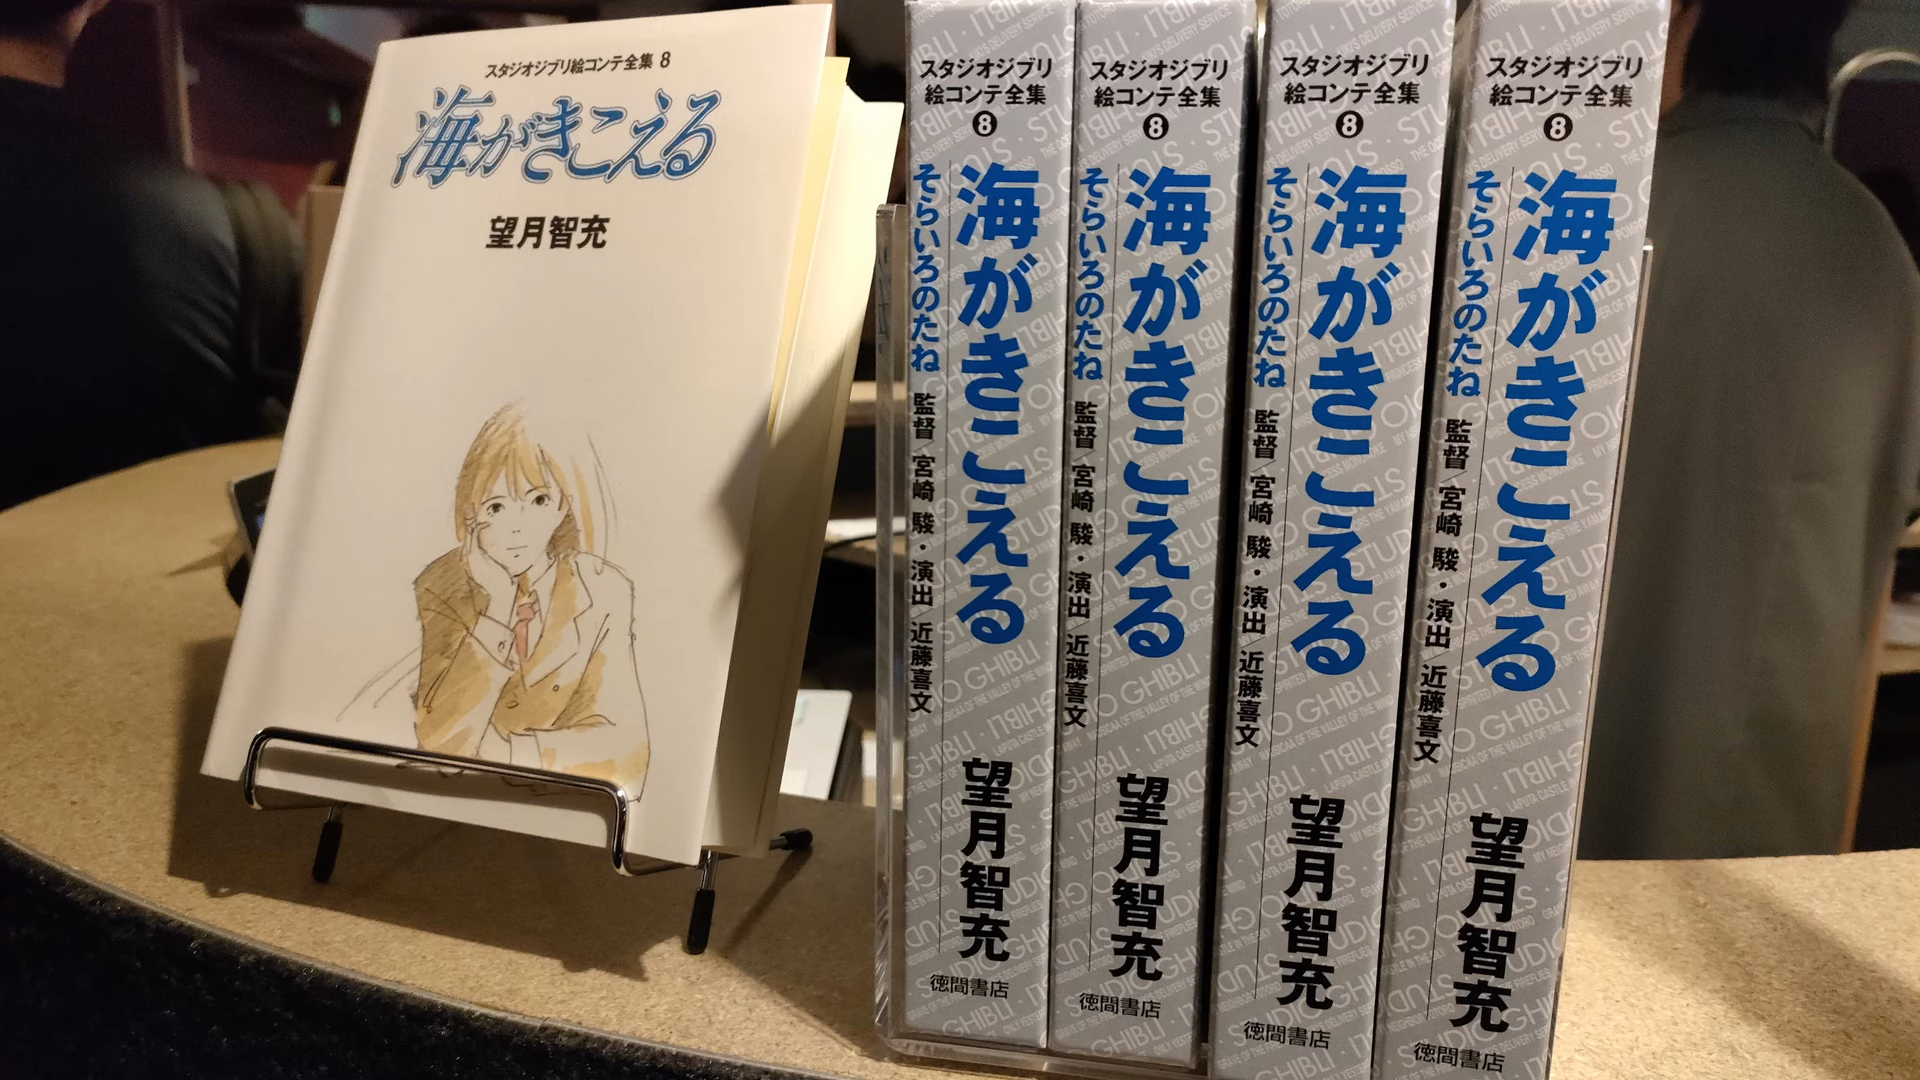 スタジオジブリ絵コンテ全集 8
海がきこえる
望月智充
スタジオジブリ
絵コンテ全集
8
海がきこえる
そらいろのたね
監督/宮崎 駿・演出/近藤喜文
望月智充
徳間書店
スタジオジブリ
絵コンテ全集
8
海がきこえる
そらいろのたね
監督/宮崎 駿・演出/近藤喜文
望月智充
徳間書店
スタジオジブリ
絵コンテ全集
8
海がきこえる
そらいろのたね
監督/宮崎 駿・演出/近藤喜文
望月智充
徳間書店
スタジオジブリ
絵コンテ全集
8
海がきこえる
そらいろのたね
監督/宮崎 駿・演出/近藤喜文
望月智充
徳間書店